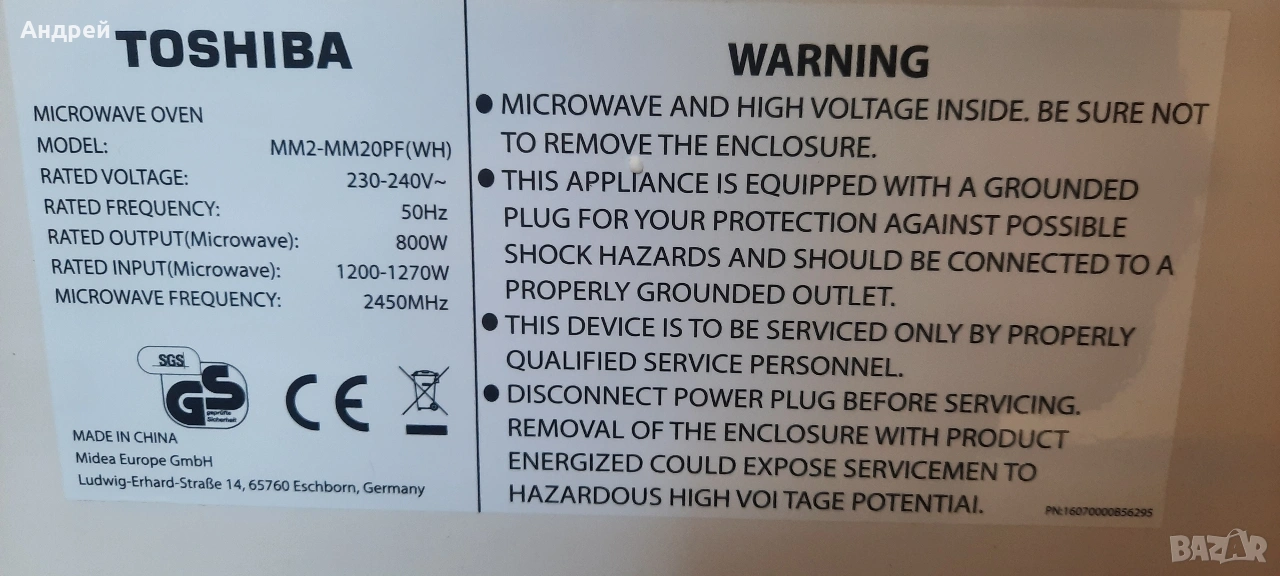 Андрей
TOSHIBA
MICROWAVE OVEN
MODEL: MM2-MM20PF(WH)
RATED VOLTAGE: 230-240V~
RATED FREQUENCY: 50Hz
RATED OUTPUT(Microwave): 800W
RATED INPUT(Microwave): 1200-1270W
MICROWAVE FREQUENCY: 2450MHz
SGS
GS
geprüfte
Sicherheit
CE
MADE IN CHINA
Midea Europe GmbH
Ludwig-Erhard-Straße 14, 65760 Eschborn, Germany
WARNING
● MICROWAVE AND HIGH VOLTAGE INSIDE. BE SURE NOT
TO REMOVE THE ENCLOSURE.
● THIS APPLIANCE IS EQUIPPED WITH A GROUNDED
PLUG FOR YOUR PROTECTION AGAINST POSSIBLE
SHOCK HAZARDS AND SHOULD BE CONNECTED TO A
PROPERLY GROUNDED OUTLET.
● THIS DEVICE IS TO BE SERVICED ONLY BY PROPERLY
QUALIFIED SERVICE PERSONNEL.
● DISCONNECT POWER PLUG BEFORE SERVICING.
REMOVAL OF THE ENCLOSURE WITH PRODUCT
ENERGIZED COULD EXPOSE SERVICEMEN TO
HAZARDOUS HIGH VOLTAGE POTENTIAL.
PN:16070000B56295
BAZAR